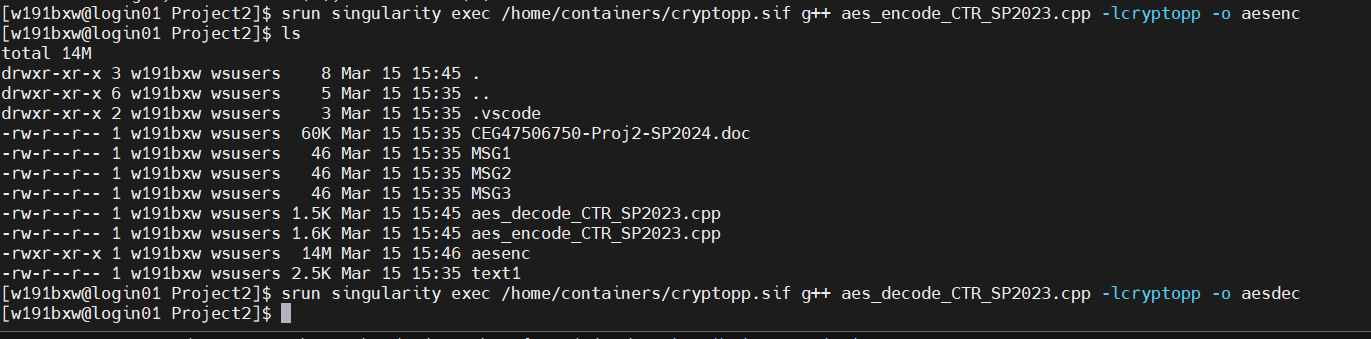 [w191bxw@login01 Project2]$ srun singularity exec /home/containers/cryptopp.sif g++ aes_encode_CTR_SP2023.cpp -lcryptopp -o aesenc
[w191bxw@login01 Project2]$ ls
total 14M
drwxr-xr-x 3 w191bxw wsusers    8 Mar 15 15:45 .
drwxr-xr-x 6 w191bxw wsusers    5 Mar 15 15:35 ..
drwxr-xr-x 2 w191bxw wsusers    3 Mar 15 15:35 .vscode
-rw-r--r-- 1 w191bxw wsusers  60K Mar 15 15:35 CEG47506750-Proj2-SP2024.doc
-rw-r--r-- 1 w191bxw wsusers   46 Mar 15 15:35 MSG1
-rw-r--r-- 1 w191bxw wsusers   46 Mar 15 15:35 MSG2
-rw-r--r-- 1 w191bxw wsusers   46 Mar 15 15:35 MSG3
-rw-r--r-- 1 w191bxw wsusers 1.5K Mar 15 15:45 aes_decode_CTR_SP2023.cpp
-rw-r--r-- 1 w191bxw wsusers 1.6K Mar 15 15:45 aes_encode_CTR_SP2023.cpp
-rwxr-xr-x 1 w191bxw wsusers  14M Mar 15 15:46 aesenc
-rw-r--r-- 1 w191bxw wsusers 2.5K Mar 15 15:35 text1
[w191bxw@login01 Project2]$ srun singularity exec /home/containers/cryptopp.sif g++ aes_decode_CTR_SP2023.cpp -lcryptopp -o aesdec
[w191bxw@login01 Project2]$